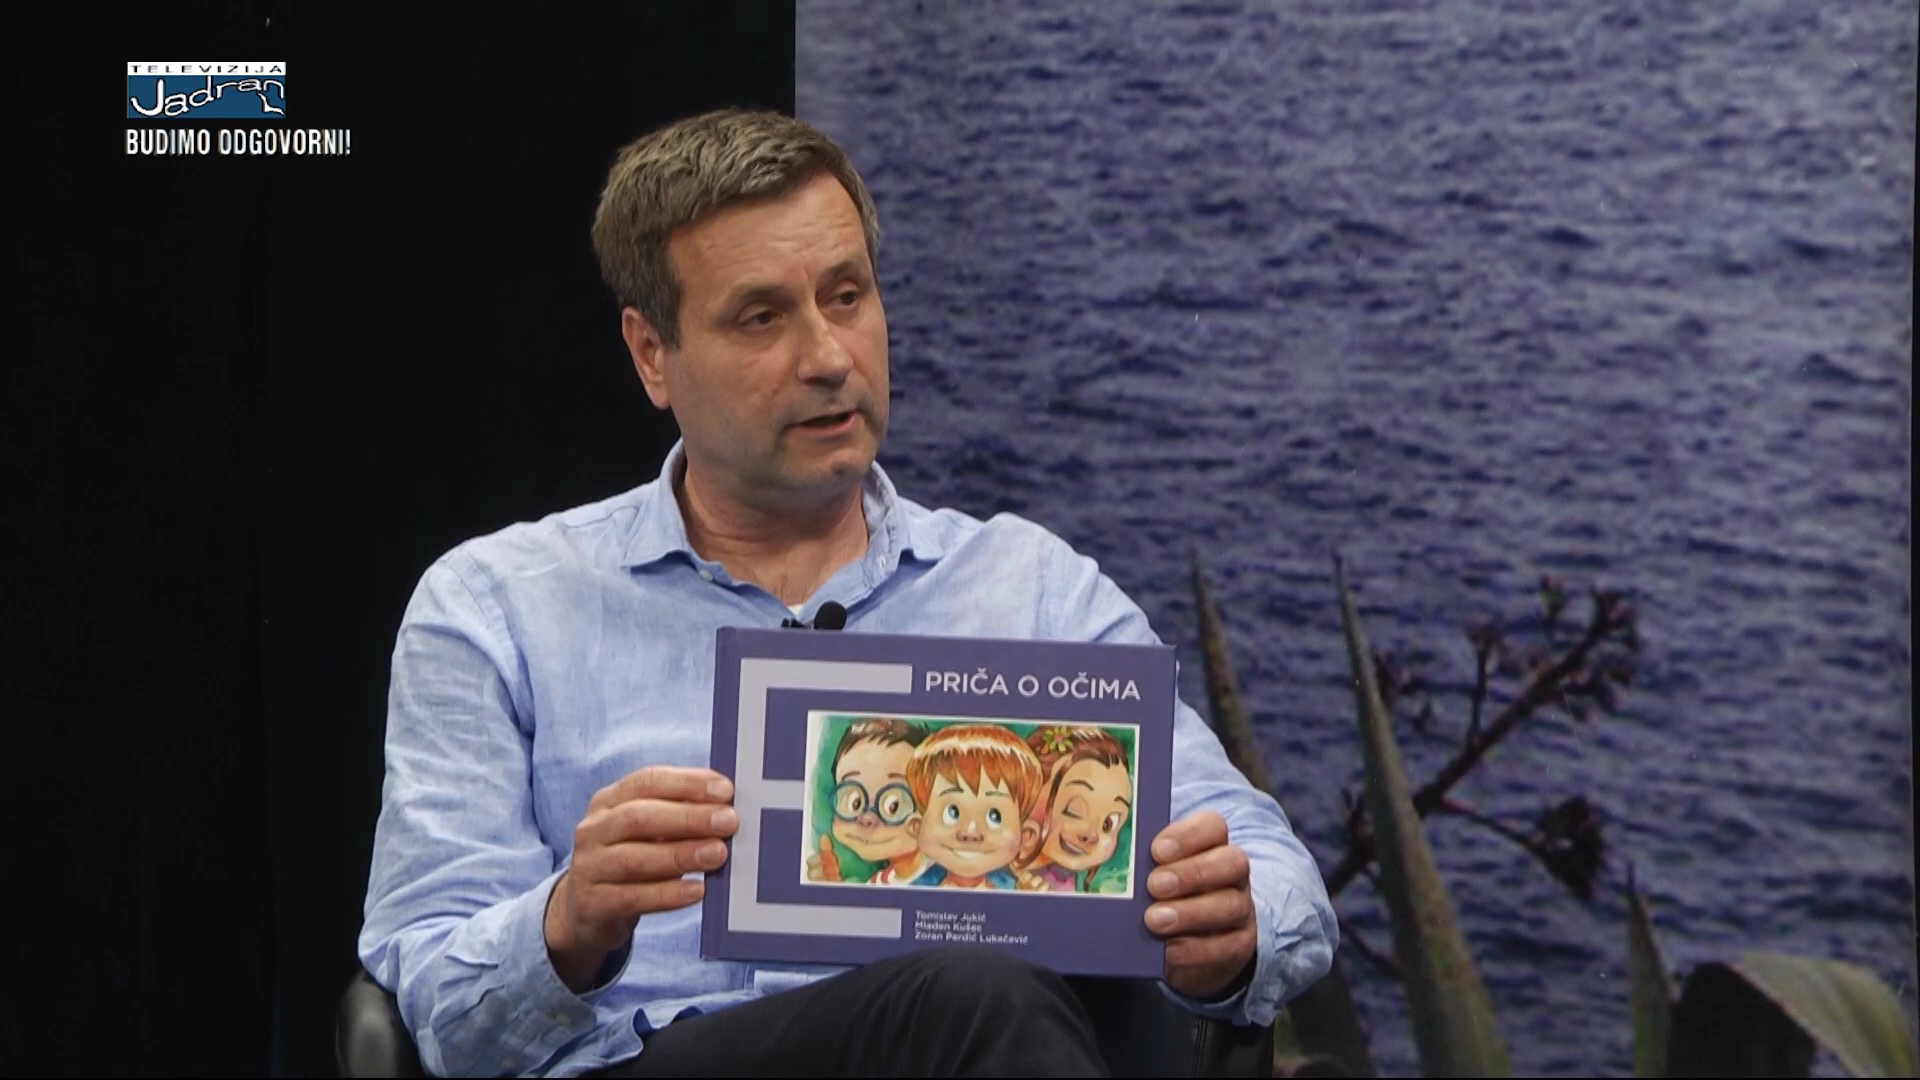 TELEVIZIJA
Jadran
BUDIMO ODGOVORNI!
PRIČA O OČIMA
Tomislav Jukić
Mladen Kušec
Zoran Perdić Lukačević